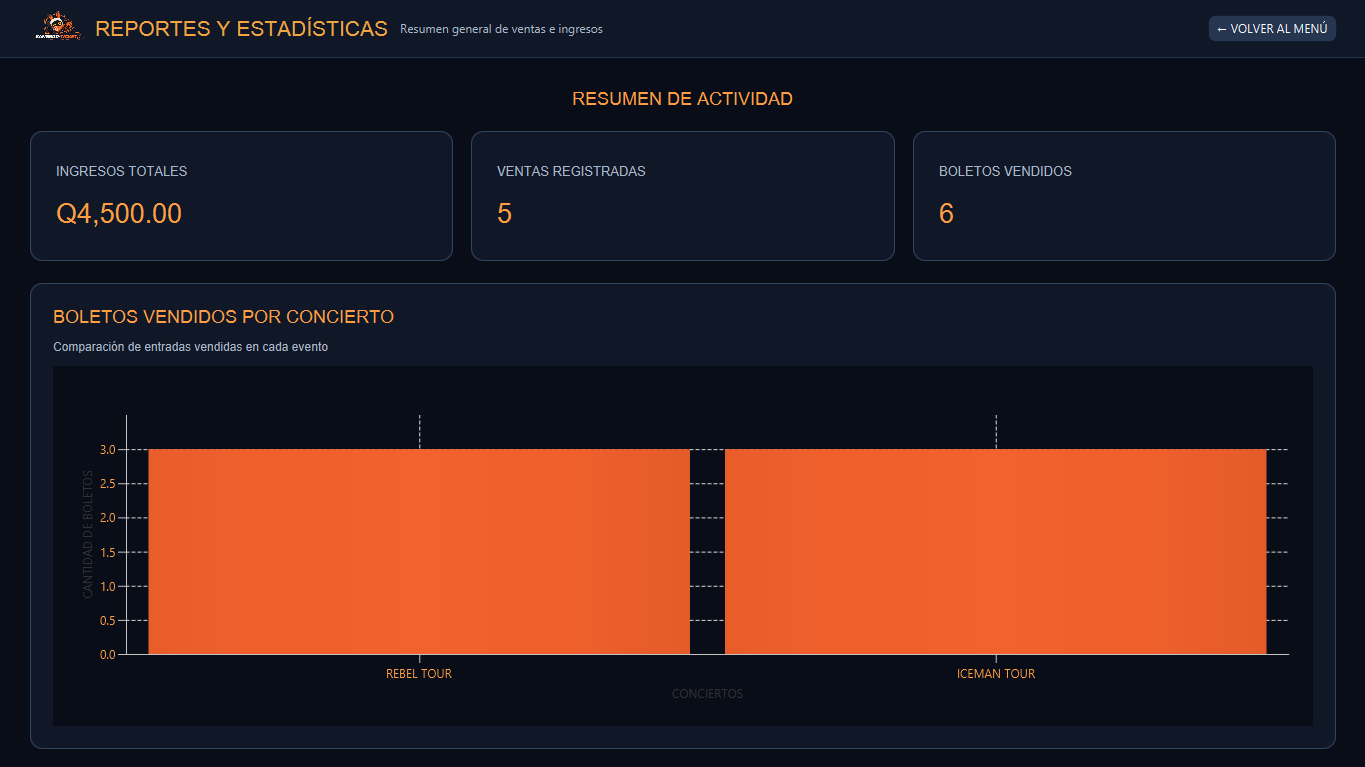 REPORTES Y ESTADÍSTICAS
Resumen general de ventas e ingresos
← VOLVER AL MENÚ
RESUMEN DE ACTIVIDAD
INGRESOS TOTALES
Q4,500.00
VENTAS REGISTRADAS
5
BOLETOS VENDIDOS
6
BOLETOS VENDIDOS POR CONCIERTO
Comparación de entradas vendidas en cada evento
CANTIDAD DE BOLETOS
3.0
2.5
2.0
1.5
1.0
0.5
0.0
REBEL TOUR
ICEMAN TOUR
CONCIERTOS